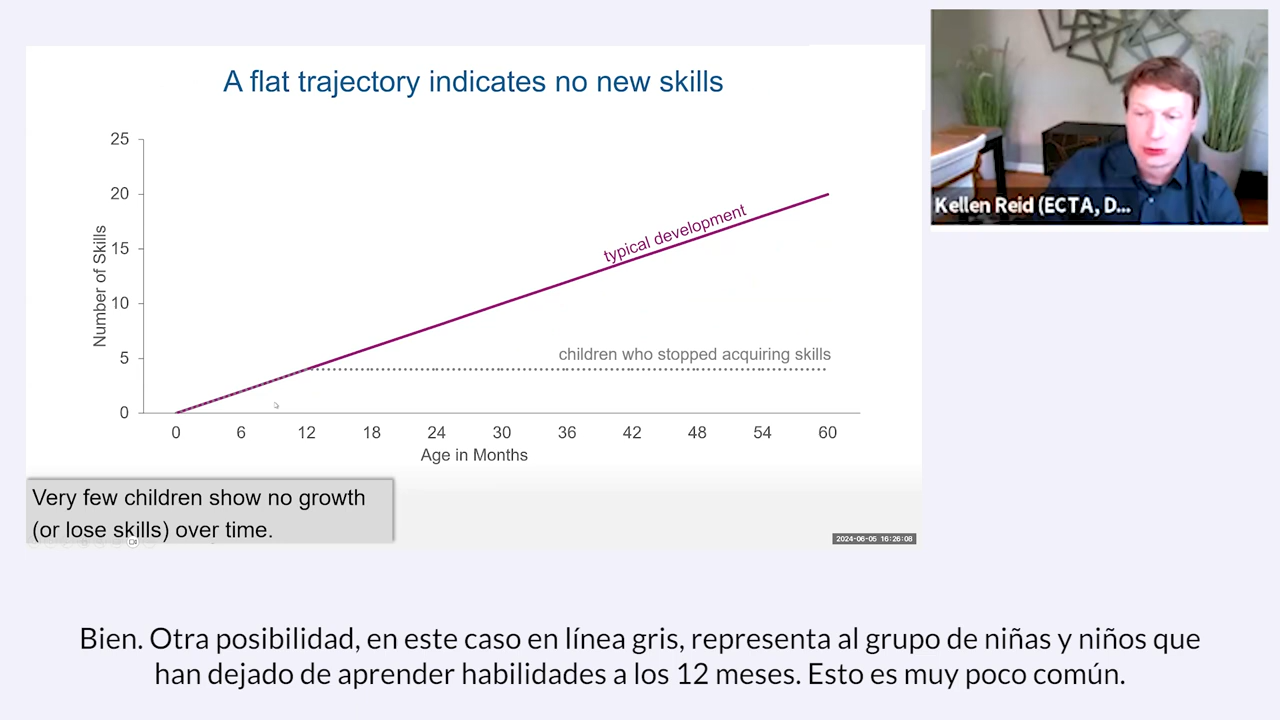 A flat trajectory indicates no new skills
Kellen Reid (ECTA, D...
25
20
15
10
5
0
Number of Skills
typical development
children who stopped acquiring skills
0 6 12 18 24 30 36 42 48 54 60
Age in Months
Very few children show no growth
(or lose skills) over time.
2024-06-05 16:26:08
Bien. Otra posibilidad, en este caso en línea gris, representa al grupo de niñas y niños que
han dejado de aprender habilidades a los 12 meses. Esto es muy poco común.